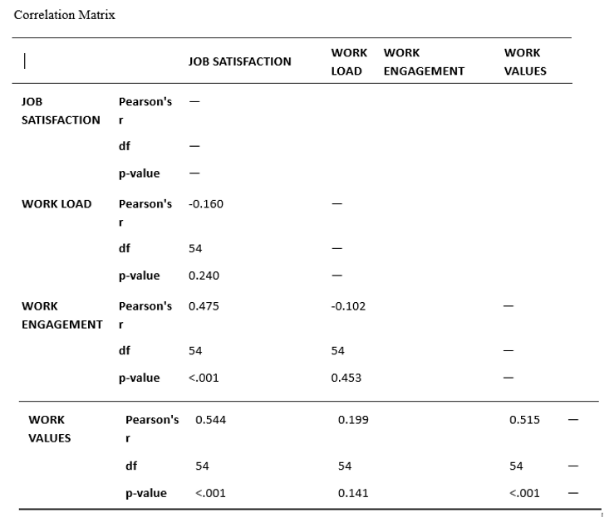 Correlation Matrix
JOB SATISFACTION WORK LOAD WORK ENGAGEMENT WORK VALUES
JOB SATISFACTION Pearson's r —
df —
p-value —
WORK LOAD Pearson's r -0.160 —
df 54 —
p-value 0.240 —
WORK ENGAGEMENT Pearson's r 0.475 -0.102 —
df 54 54 —
p-value <.001 0.453 —
WORK VALUES Pearson's r 0.544 0.199 0.515 —
df 54 54 54 —
p-value <.001 0.141 <.001 —